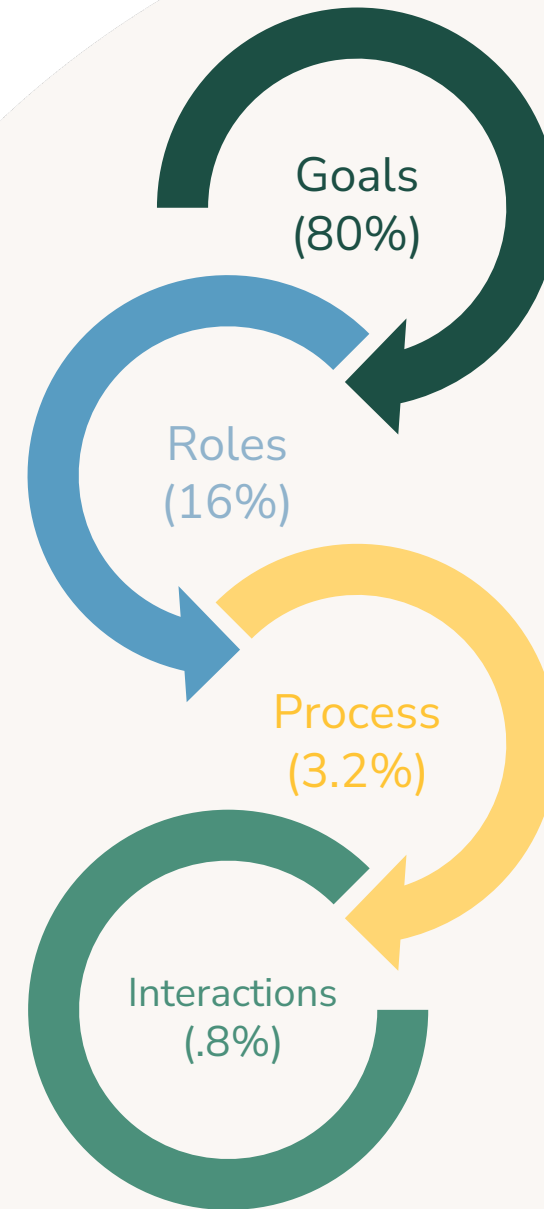 Goals
(80%)
Roles
(16%)
Process
(3.2%)
Interactions
(.8%)